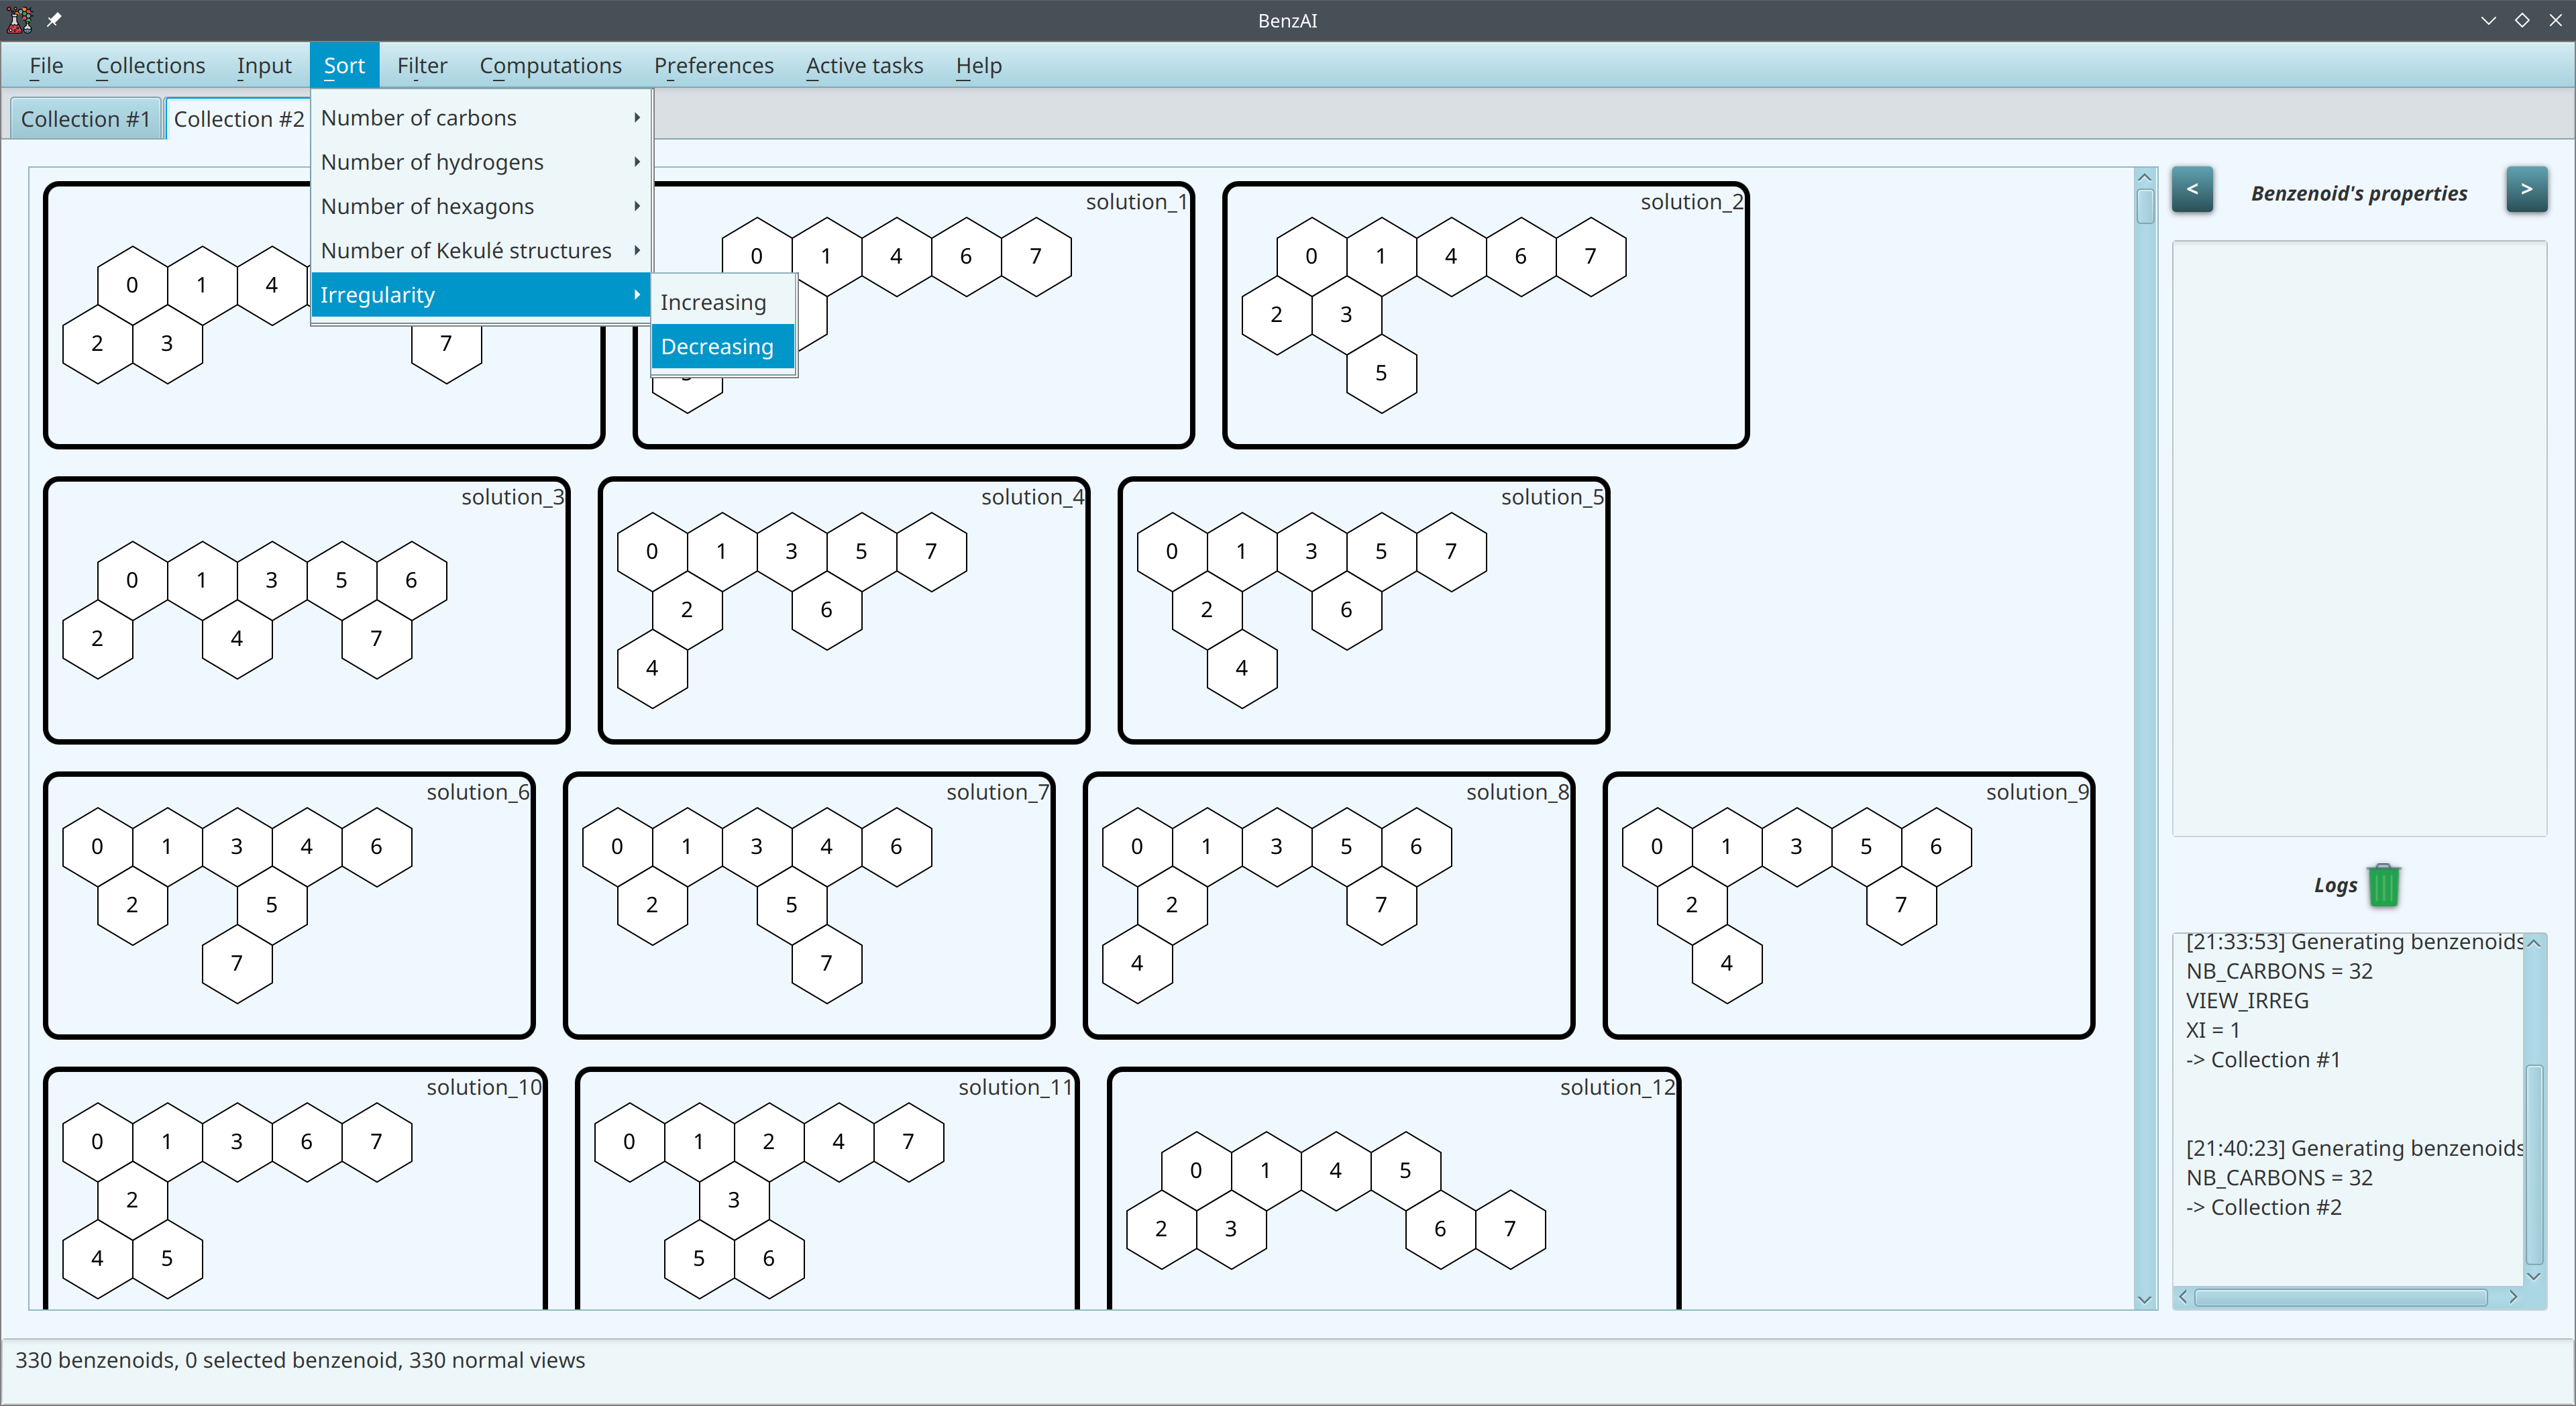 BenzAI
File Collections Input Sort Filter Computations Preferences Active tasks Help
Collection #1 Collection #2
Number of carbons
Number of hydrogens
Number of hexagons
Number of Kekulé structures
Irregularity
Increasing
Decreasing
0 1 4
2 3 7
solution_1
0 1 4 6 7
solution_2
0 1 4 6 7
2 3
5
solution_3
0 1 3 5 6
2 4 7
solution_4
0 1 3 5 7
2 6
4
solution_5
0 1 3 5 7
2 6
4
solution_6
0 1 3 4 6
2 5
7
solution_7
0 1 3 4 6
2 5
7
solution_8
0 1 3 5 6
2 7
4
solution_9
0 1 3 5 6
2 7
4
solution_10
0 1 3 6 7
2
4 5
solution_11
0 1 2 4 7
3
5 6
solution_12
0 1 4 5
2 3 6 7
< Benzenoid's properties >
Logs
[21:33:53] Generating benzenoids
NB_CARBONS = 32
VIEW_IRREG
XI = 1
-> Collection #1
[21:40:23] Generating benzenoids
NB_CARBONS = 32
-> Collection #2
330 benzenoids, 0 selected benzenoid, 330 normal views